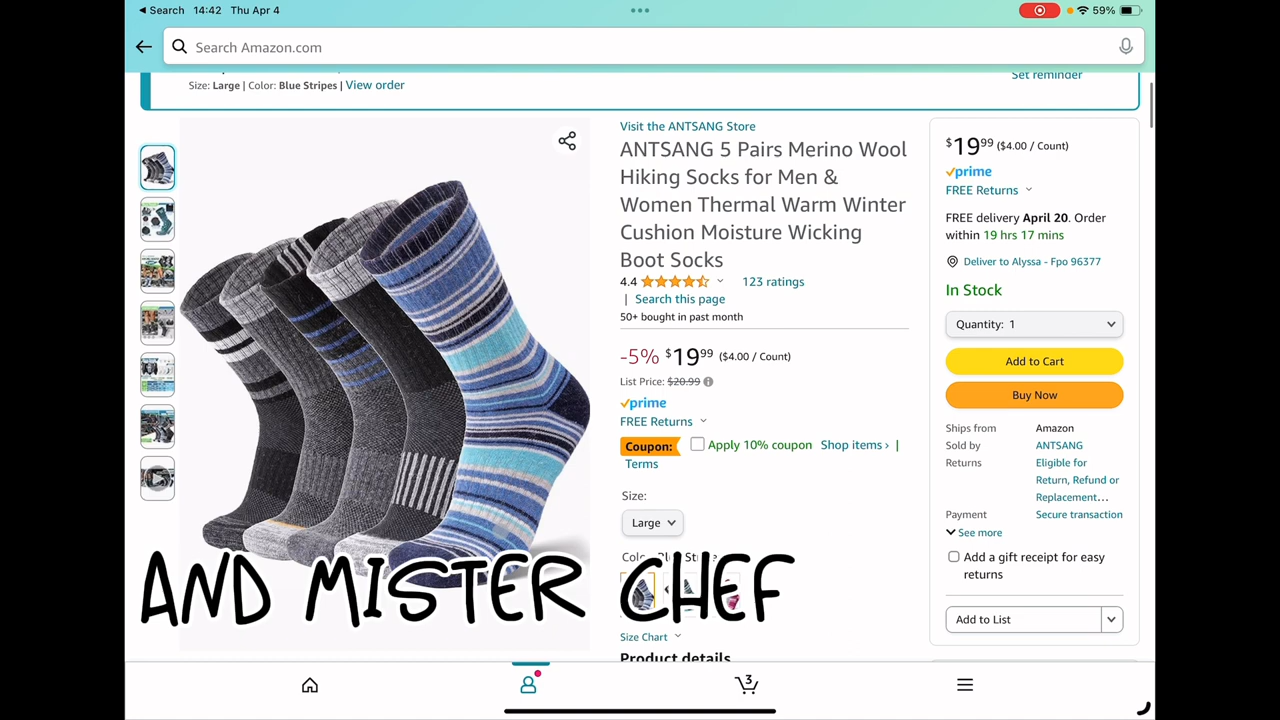 Search 14:42 Thu Apr 4
59%
Search Amazon.com
Size: Large | Color: Blue Stripes | View order
Set reminder
Visit the ANTSANG Store
ANTSANG 5 Pairs Merino Wool
Hiking Socks for Men &
Women Thermal Warm Winter
Cushion Moisture Wicking
Boot Socks
4.4 123 ratings
| Search this page
50+ bought in past month
-5% $19.99 ($4.00 / Count)
List Price: $20.99
prime
FREE Returns
Coupon: Apply 10% coupon Shop items › |
Terms
Size:
Large
AND MISTER CHEF
Size Chart
Product details
$19.99 ($4.00 / Count)
prime
FREE Returns
FREE delivery April 20. Order
within 19 hrs 17 mins
Deliver to Alyssa - Fpo 96377
In Stock
Quantity: 1
Add to Cart
Buy Now
Ships from Amazon
Sold by ANTSANG
Returns Eligible for
Return, Refund or
Replacement…
Payment Secure transaction
See more
Add a gift receipt for easy
returns
Add to List
3